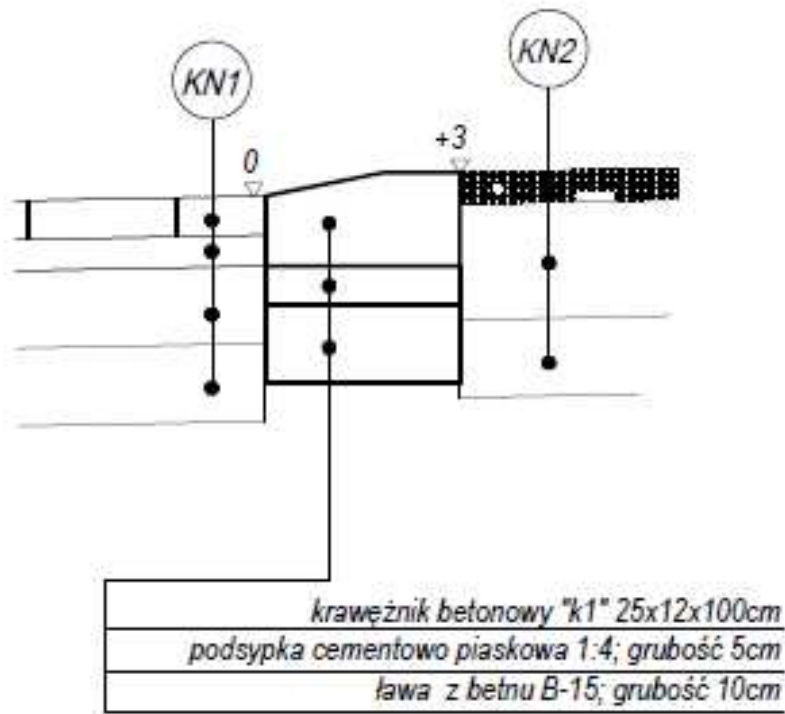 KN1
KN2
0
+3
krawężnik betonowy "k1" 25x12x100cm
podsypka cementowo piaskowa 1:4; grubość 5cm
ława z betnu B-15; grubość 10cm